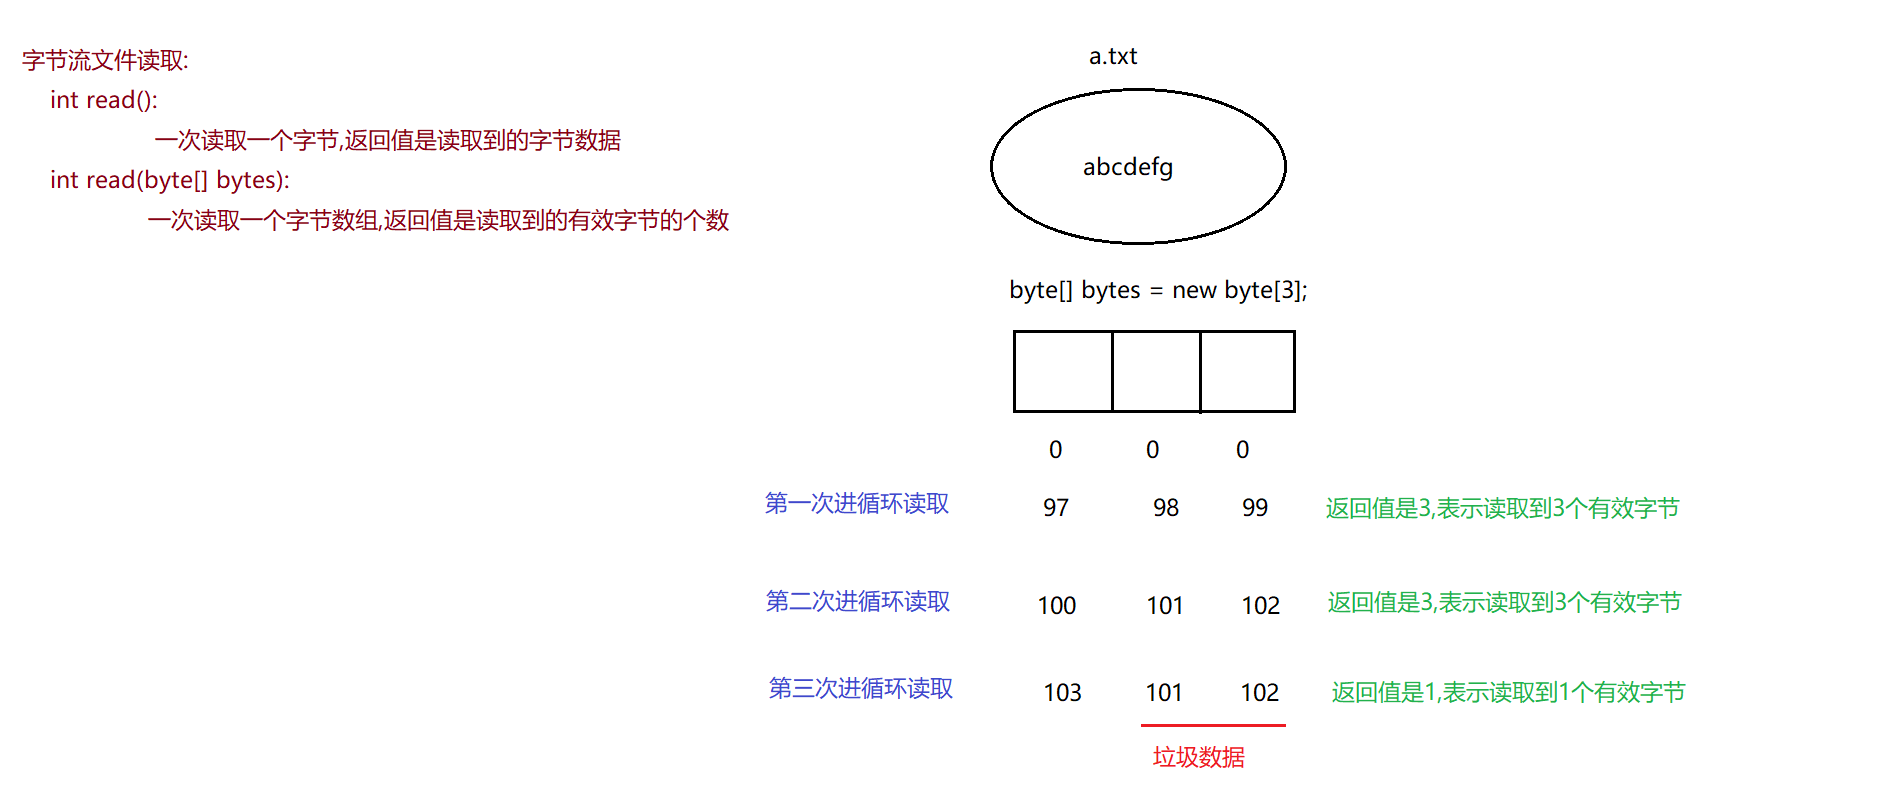 字节流文件读取:
int read():
一次读取一个字节,返回值是读取到的字节数据
int read(byte[] bytes):
一次读取一个字节数组,返回值是读取到的有效字节的个数
a.txt
abcdefg
byte[] bytes = new byte[3];
0 0 0
第一次进循环读取 97 98 99 返回值是3,表示读取到3个有效字节
第二次进循环读取 100 101 102 返回值是3,表示读取到3个有效字节
第三次进循环读取 103 101 102 返回值是1,表示读取到1个有效字节
垃圾数据